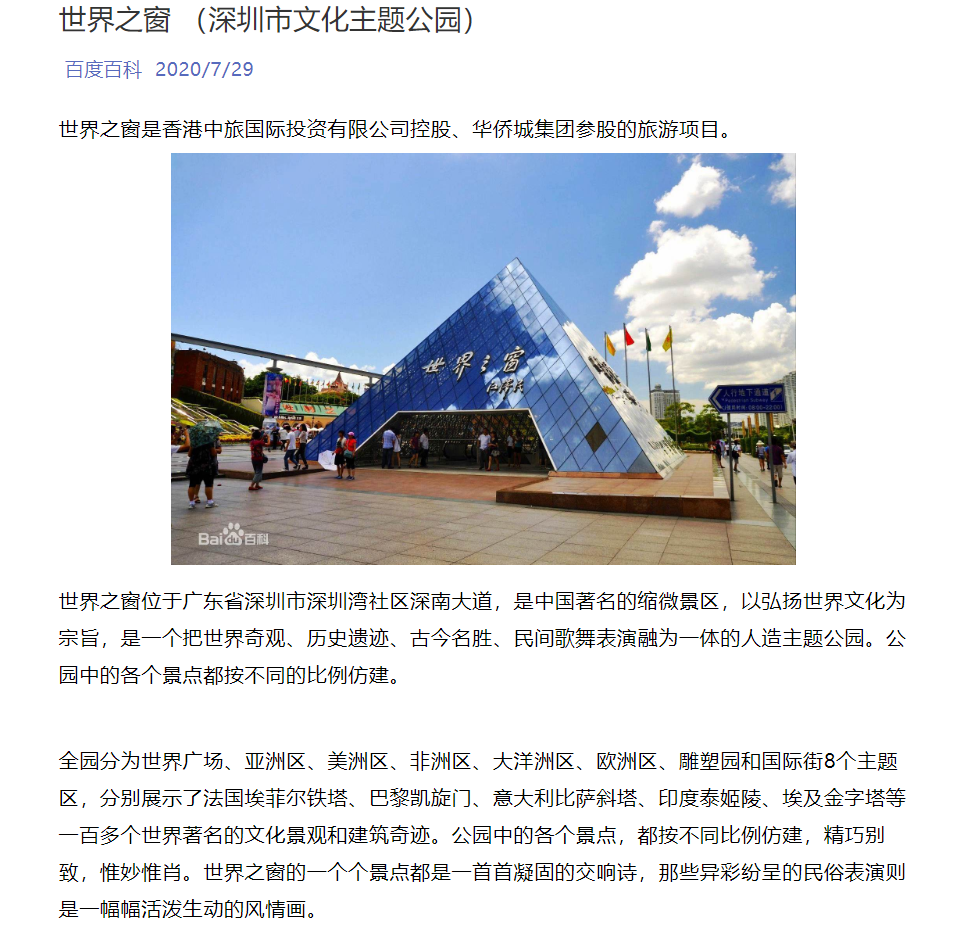 世界之窗 （深圳市文化主题公园）
百度百科 2020/7/29
世界之窗是香港中旅国际投资有限公司控股、华侨城集团参股的旅游项目。
世界之窗
人行地下通道
Pedestrian Subway
Bai du 百科
世界之窗位于广东省深圳市深圳湾社区深南大道，是中国著名的缩微景区，以弘扬世界文化为
宗旨，是一个把世界奇观、历史遗迹、古今名胜、民间歌舞表演融为一体的人造主题公园。公
园中的各个景点都按不同的比例仿建。
全园分为世界广场、亚洲区、美洲区、非洲区、大洋洲区、欧洲区、雕塑园和国际街8个主题
区，分别展示了法国埃菲尔铁塔、巴黎凯旋门、意大利比萨斜塔、印度泰姬陵、埃及金字塔等
一百多个世界著名的文化景观和建筑奇迹。公园中的各个景点，都按不同比例仿建，精巧别
致，惟妙惟肖。世界之窗的一个个景点都是一首首凝固的交响诗，那些异彩纷呈的民俗表演则
是一幅幅活泼生动的风情画。